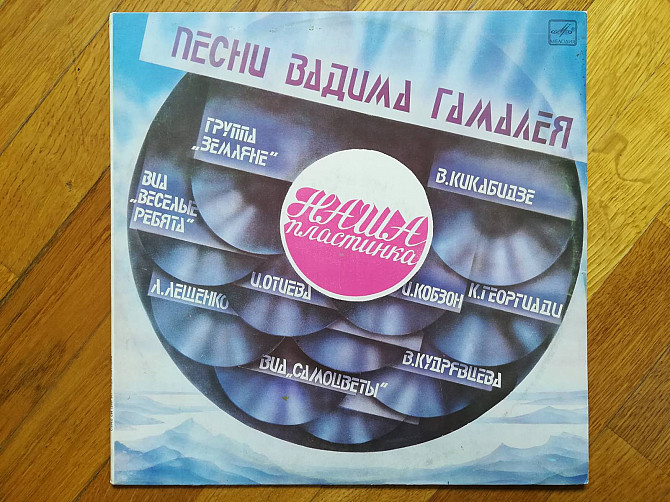 МЕЛОДИЯ
ПЕСНИ ВАДИМА ГАМАЛЕЯ
ГРУППА
„ЗЕМЛЯНЕ"
В.КИКАБИДЗЕ
ВИА
„ВЕСЕЛЫЕ
РЕБЯТА"
НАША
ПЛАСТИНКА
Л.ЛЕЩЕНКО
И.ОТИЕВА
И.КОБЗОН
К.ГЕОРГИАДИ
ВИА „САМОЦВЕТЫ"
В.КУДРЯВЦЕВА